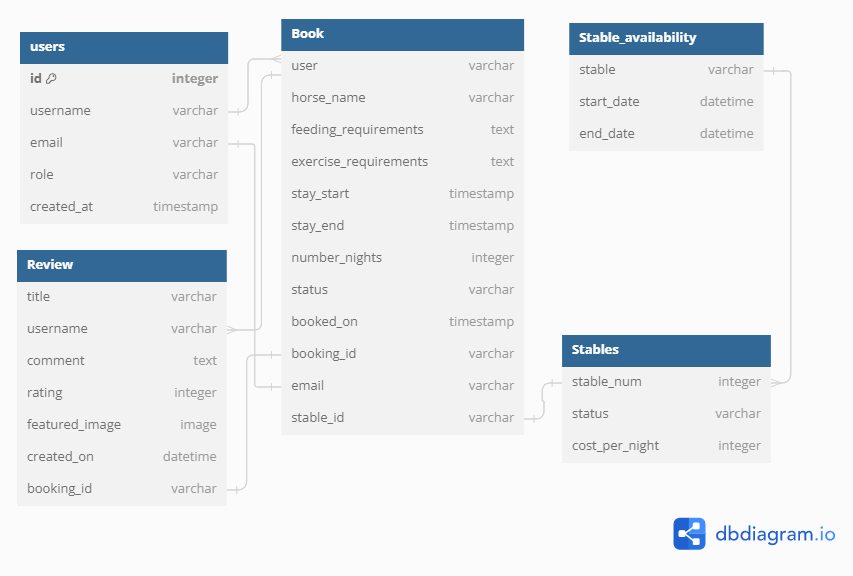 users
id integer
username varchar
email varchar
role varchar
created_at timestamp
Review
title varchar
username varchar
comment text
rating integer
featured_image image
created_on datetime
booking_id varchar
Book
user varchar
horse_name varchar
feeding_requirements text
exercise_requirements text
stay_start timestamp
stay_end timestamp
number_nights integer
status varchar
booked_on timestamp
booking_id varchar
email varchar
stable_id varchar
Stable_availability
stable varchar
start_date datetime
end_date datetime
Stables
stable_num integer
status varchar
cost_per_night integer
dbdiagram.io